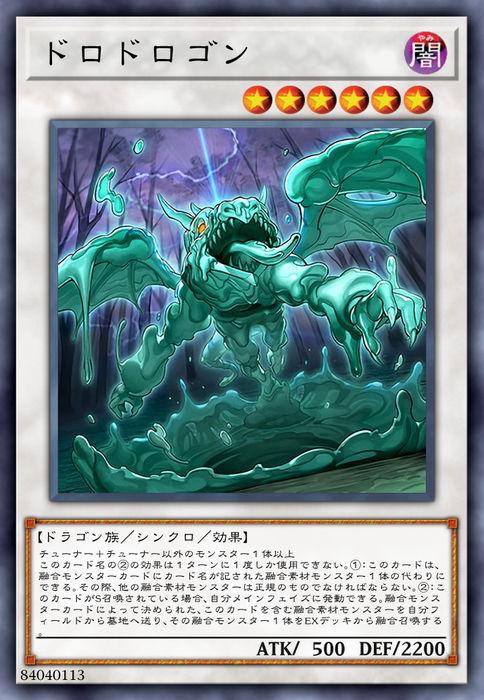 ドロドロゴン
やみ
闇
【ドラゴン族／シンクロ／効果】
チューナー＋チューナー以外のモンスター１体以上
このカード名の②の効果は１ターンに１度しか使用できない。①：このカードは、
融合モンスターカードにカード名が記された融合素材モンスター１体の代わりに
できる。その際、他の融合素材モンスターは正規のものでなければならない。②：こ
のカードがS召喚されている場合、自分メインフェイズに発動できる。融合モンス
ターカードによって決められた、このカードを含む融合素材モンスターを自分フ
ィールドから墓地へ送り、その融合モンスター１体をEXデッキから融合召喚する
。
ATK/ 500 DEF/2200
84040113